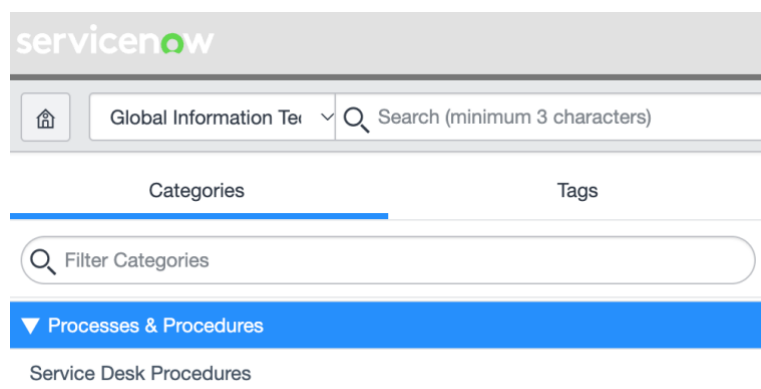 servicenow
Global Information Te
Search (minimum 3 characters)
Categories
Tags
Filter Categories
Processes & Procedures
Service Desk Procedures